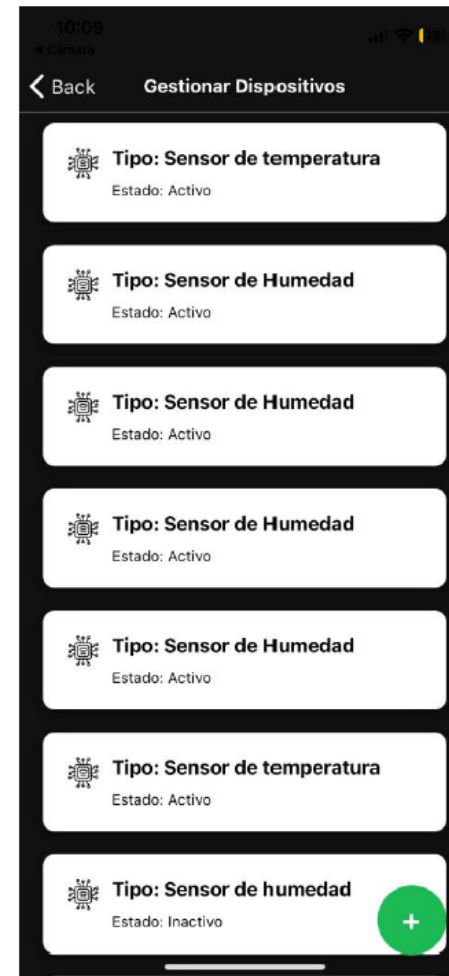 10:09
Cámara
Back
Gestionar Dispositivos
Tipo: Sensor de temperatura
Estado: Activo
Tipo: Sensor de Humedad
Estado: Activo
Tipo: Sensor de Humedad
Estado: Activo
Tipo: Sensor de Humedad
Estado: Activo
Tipo: Sensor de Humedad
Estado: Activo
Tipo: Sensor de temperatura
Estado: Activo
Tipo: Sensor de humedad
Estado: Inactivo
+